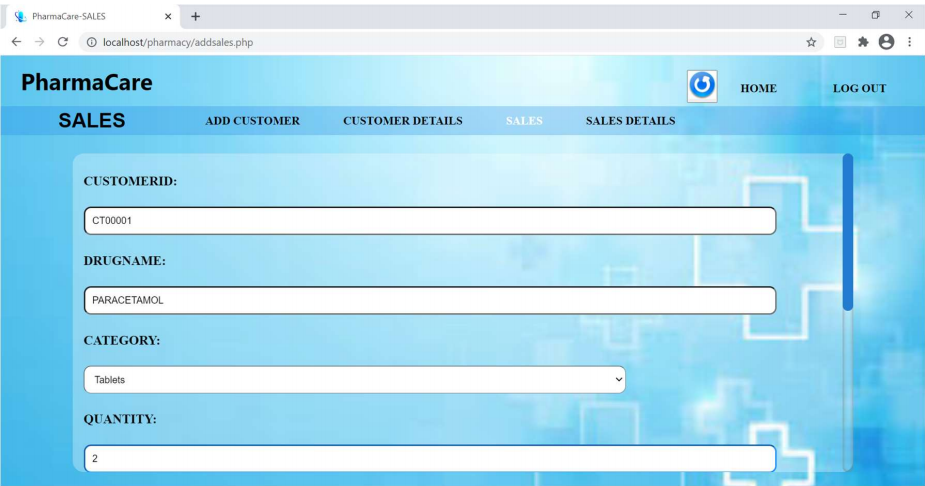 PharmaCare-SALES
localhost/pharmacy/addsales.php
PharmaCare
HOME
LOG OUT
SALES
ADD CUSTOMER
CUSTOMER DETAILS
SALES
SALES DETAILS
CUSTOMERID:
CT00001
DRUGNAME:
PARACETAMOL
CATEGORY:
Tablets
QUANTITY:
2